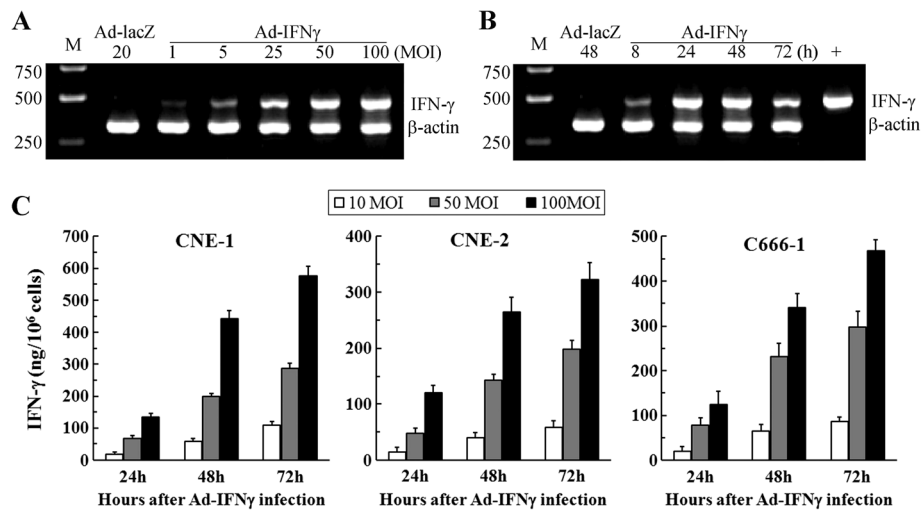 A
B
Ad-lacZ Ad-IFNγ
M 20 1 5 25 50 100 (MOI)
750
500
250
IFN-γ
β-actin
Ad-lacZ Ad-IFNγ
M 48 8 24 48 72 (h) +
750
500
250
IFN-γ
β-actin
C
10 MOI 50 MOI 100MOI
CNE-1
700
600
500
400
300
200
100
0
IFN-γ (ng/10⁶ cells)
24h 48h 72h
Hours after Ad-IFNγ infection
CNE-2
400
300
200
100
0
24h 48h 72h
Hours after Ad-IFNγ infection
C666-1
500
400
300
200
100
0
24h 48h 72h
Hours after Ad-IFNγ infection